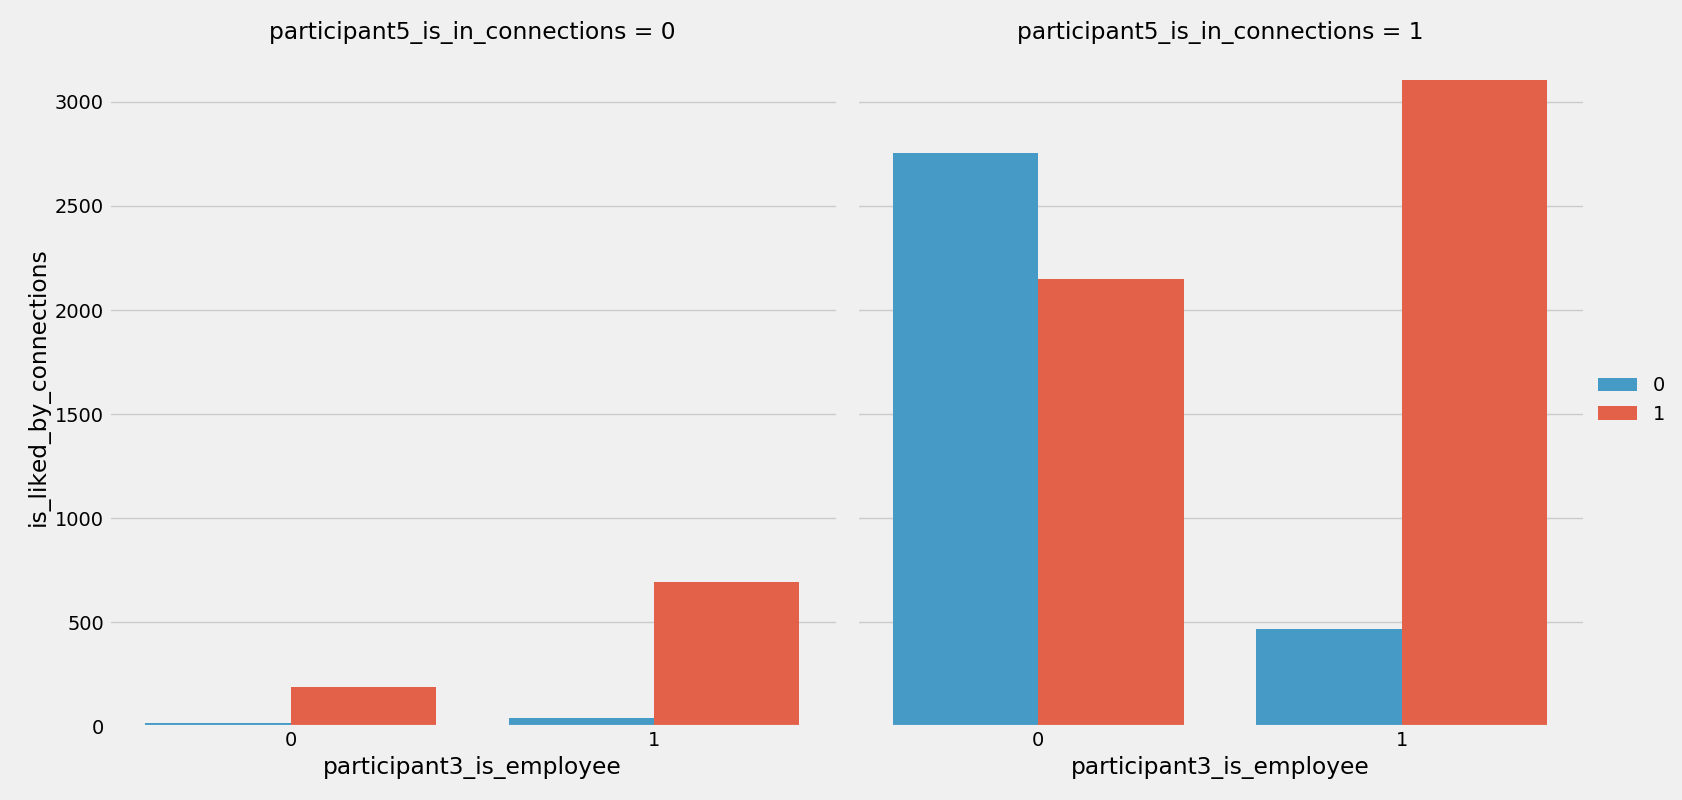 participant5_is_in_connections = 0
participant5_is_in_connections = 1
is_liked_by_connections
3000
2500
2000
1500
1000
500
0
0 1
0 1
participant3_is_employee
participant3_is_employee
0
1